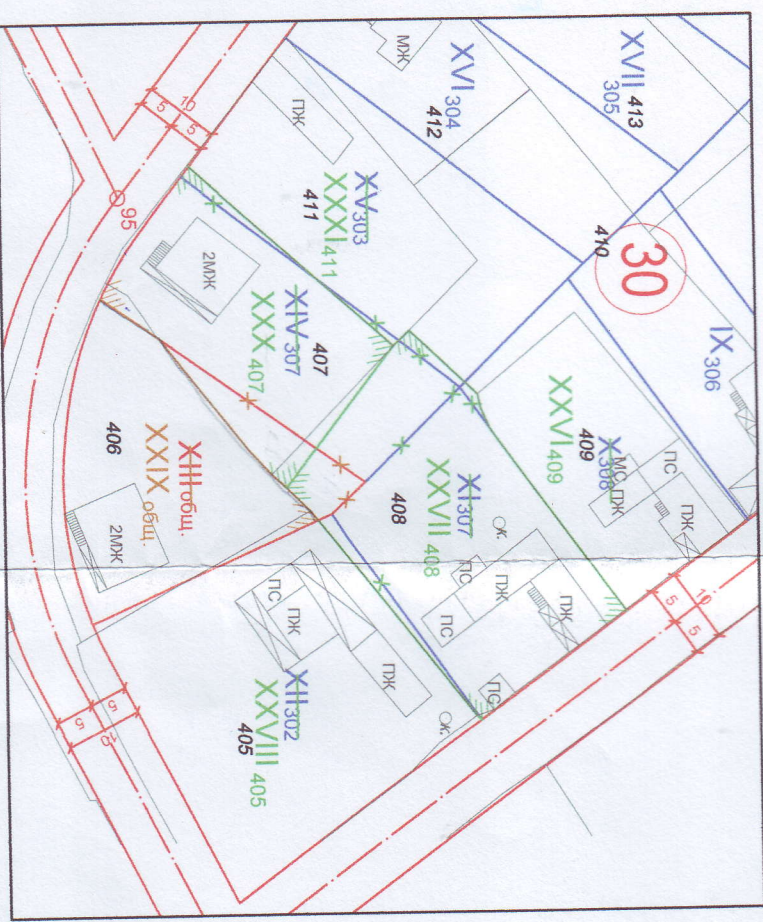 XVII 305
413
XVI 304
412
МЖ
ПЖ
XV 303
XXXI 411
411
410
30
IX 306
10
5
5
95
2МЖ
XIV 307
XXX 407
407
X 308
XXVI 409
409
МС
ПЖ
ПС
ПЖ
XI 307
XXVII 408
408
ОК.
ПС
ПЖ
ПС
ПЖ
ПС
10
5
5
406
XIII общ.
XXIX общ.
2МЖ
ПС
ПЖ
ПЖ
XII 302
XXVIII 405
405
ОК.
5
5